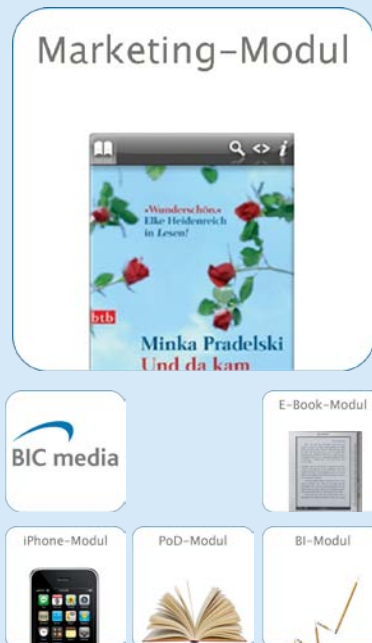 Marketing-Modul
»Wunderschön.«
Elke Heidenreich
in Lesen!
btb
Minka Pradelski
Und da kam
BIC media
E-Book-Modul
iPhone-Modul
PoD-Modul
BI-Modul